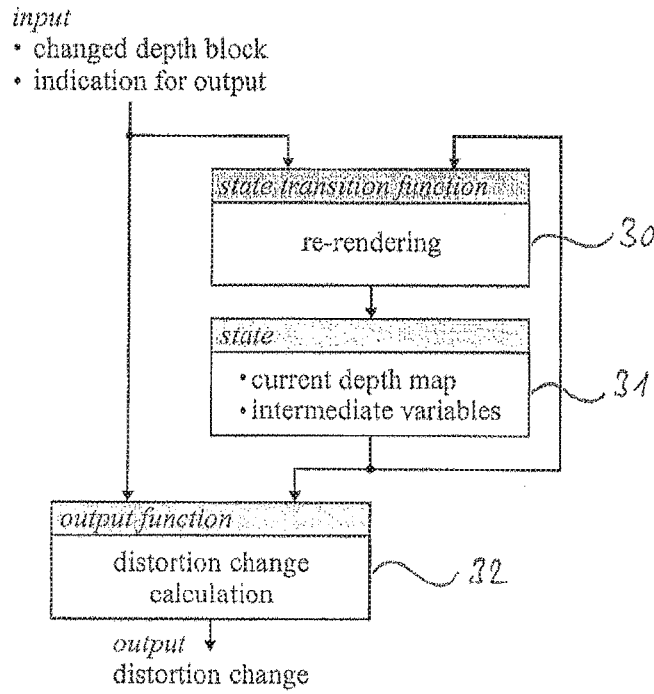 input
• changed depth block
• indication for output
state transition function
re-rendering
30
state
• current depth map
• intermediate variables
31
output function
distortion change
calculation
32
output
distortion change